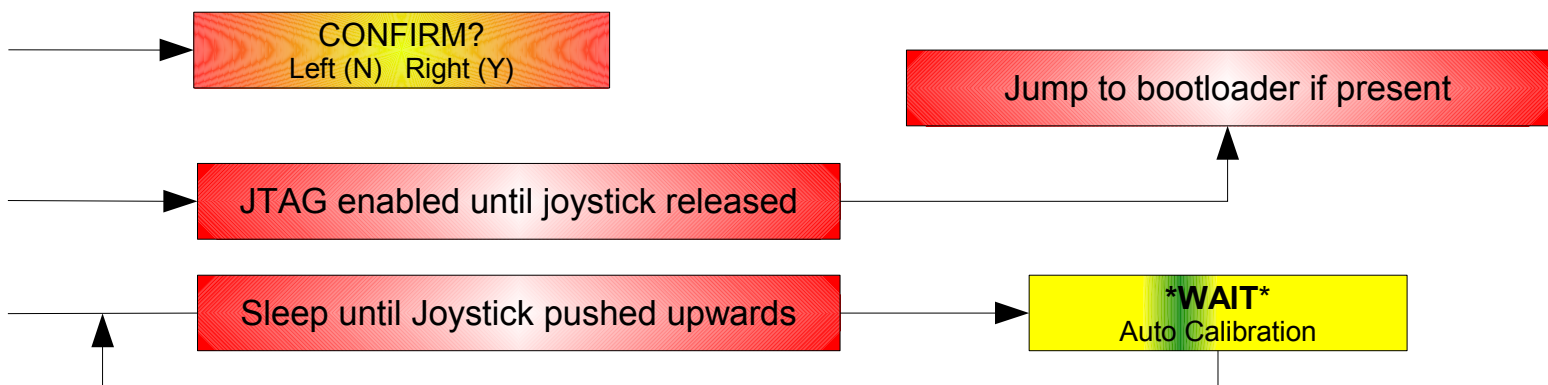 CONFIRM?
Left (N) Right (Y)
Jump to bootloader if present
JTAG enabled until joystick released
Sleep until Joystick pushed upwards
*WAIT*
Auto Calibration